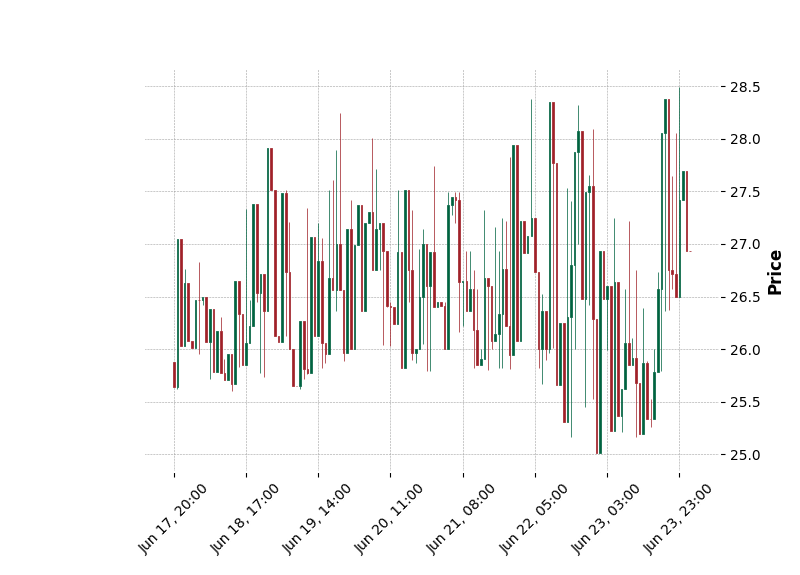 28.5
28.0
27.5
27.0
26.5
26.0
25.5
25.0
Price
Jun 17, 20:00
Jun 18, 17:00
Jun 19, 14:00
Jun 20, 11:00
Jun 21, 08:00
Jun 22, 05:00
Jun 23, 03:00
Jun 23, 23:00